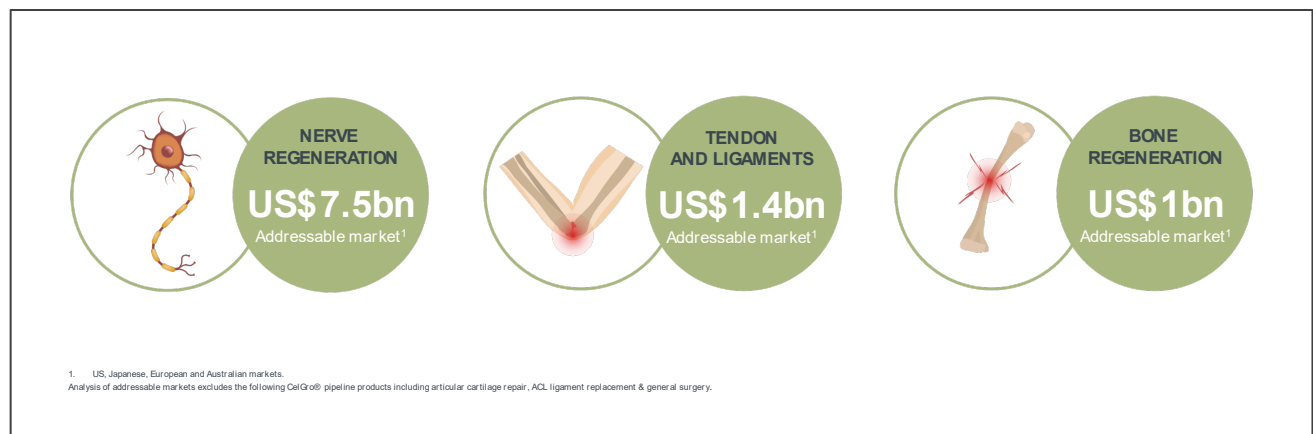 NERVE
REGENERATION
US$7.5bn
Addressable market1
TENDON
AND LIGAMENTS
US$1.4bn
Addressable market1
BONE
REGENERATION
US$1bn
Addressable market1
1. US, Japanese, European and Australian markets.
Analysis of addressable markets excludes the following CelGro® pipeline products including articular cartilage repair, ACL ligament replacement & general surgery.